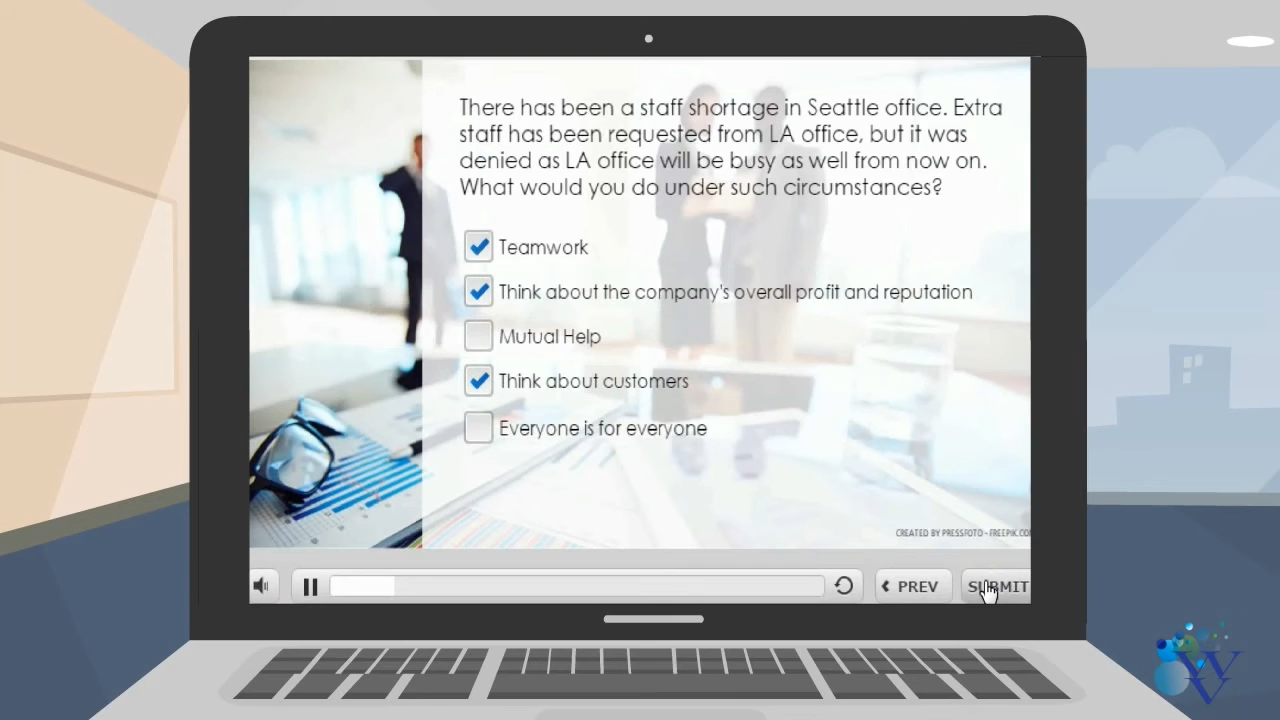 There has been a staff shortage in Seattle office. Extra
staff has been requested from LA office, but it was
denied as LA office will be busy as well from now on.
What would you do under such circumstances?
Teamwork
Think about the company's overall profit and reputation
Mutual Help
Think about customers
Everyone is for everyone
CREATED BY PRESSFOTO - FREEPIK.CO
PREV
SUBMIT